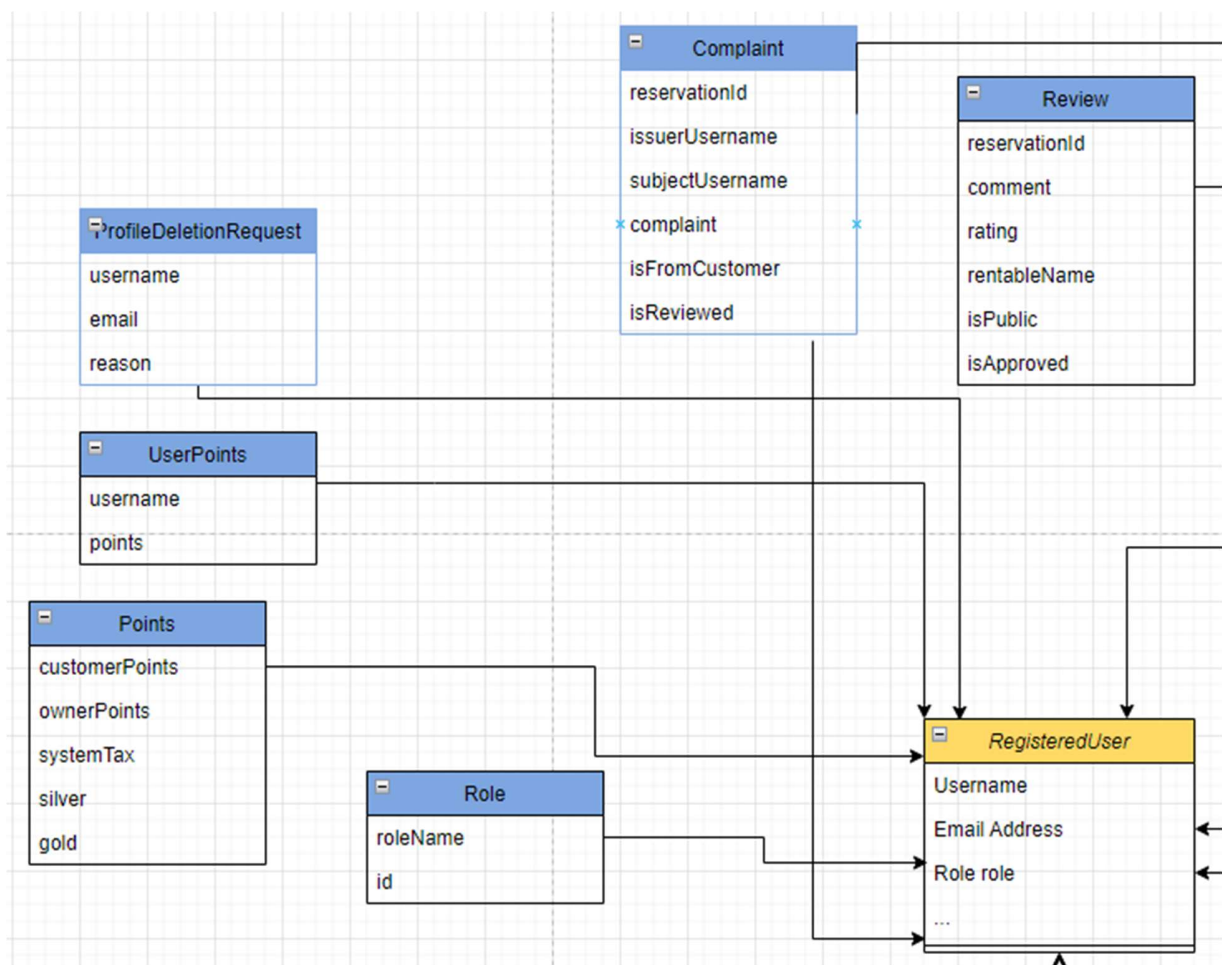 Complaint
reservationId
issuerUsername
subjectUsername
complaint
isFromCustomer
isReviewed
Review
reservationId
comment
rating
rentableName
isPublic
isApproved
ProfileDeletionRequest
username
email
reason
UserPoints
username
points
Points
customerPoints
ownerPoints
systemTax
silver
gold
Role
roleName
id
RegisteredUser
Username
Email Address
Role role
...